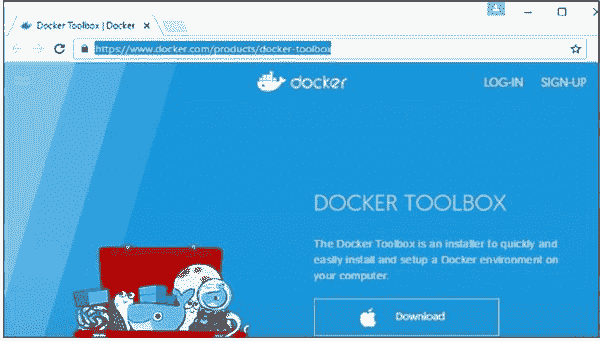 Docker Toolbox | Docker
https://www.docker.com/products/docker-toolbox
docker
LOG-IN SIGN-UP
DOCKER TOOLBOX
The Docker Toolbox is an installer to quickly and
easily install and setup a Docker environment on
your computer.
Download